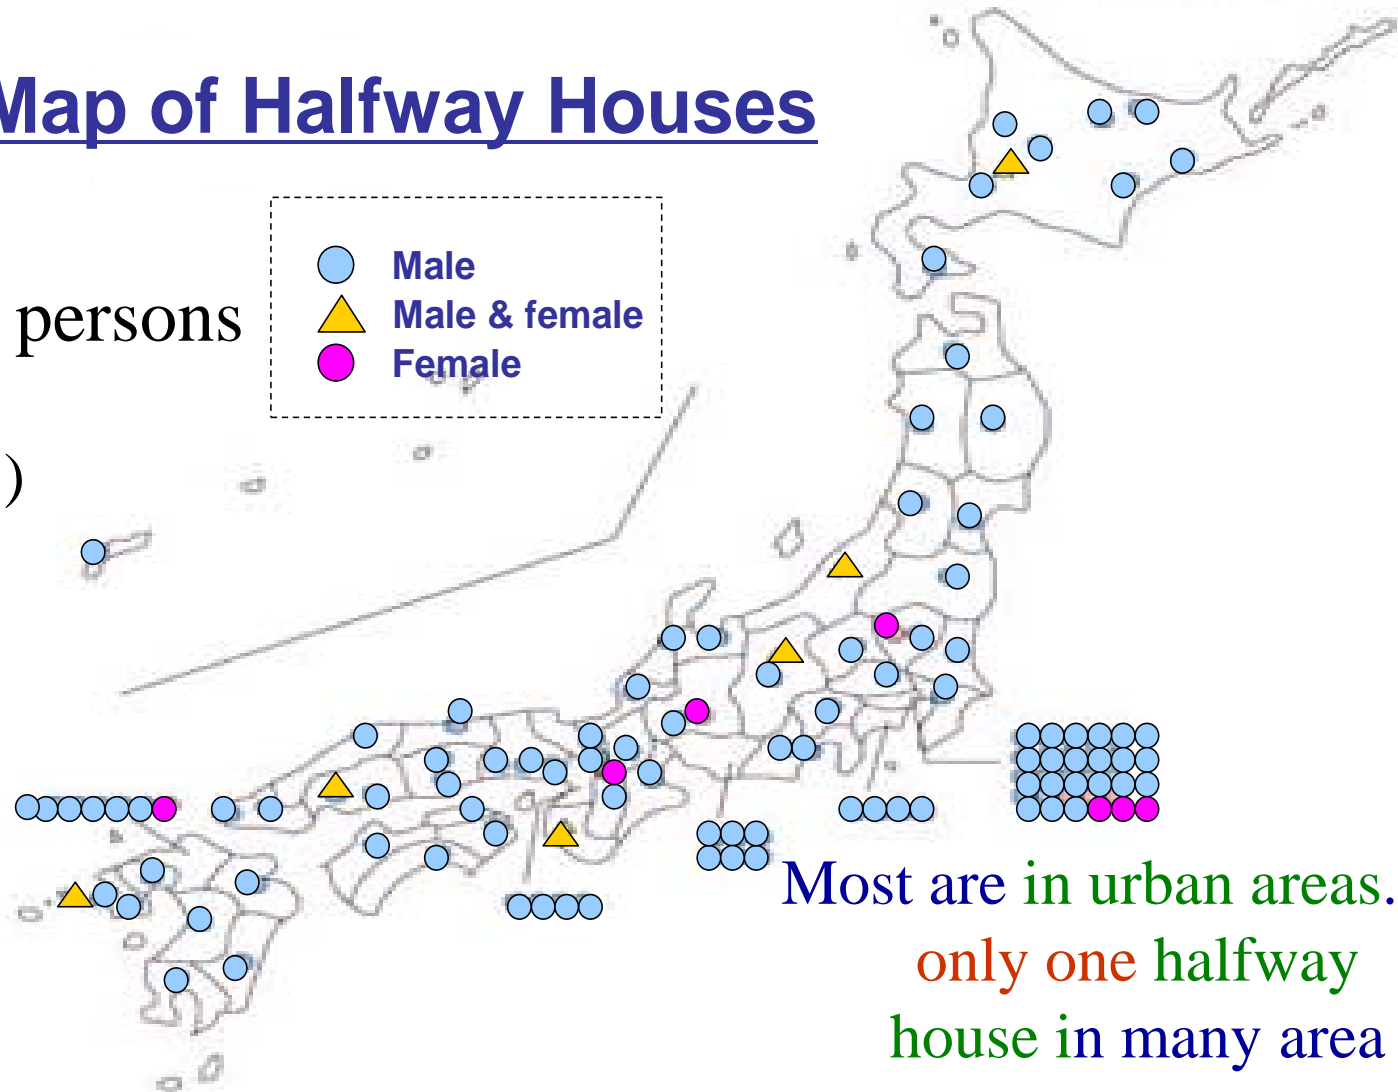 Map of Halfway Houses
Male
persons
Male & female
Female
)
Most are in urban areas.
only one halfway
house in many area